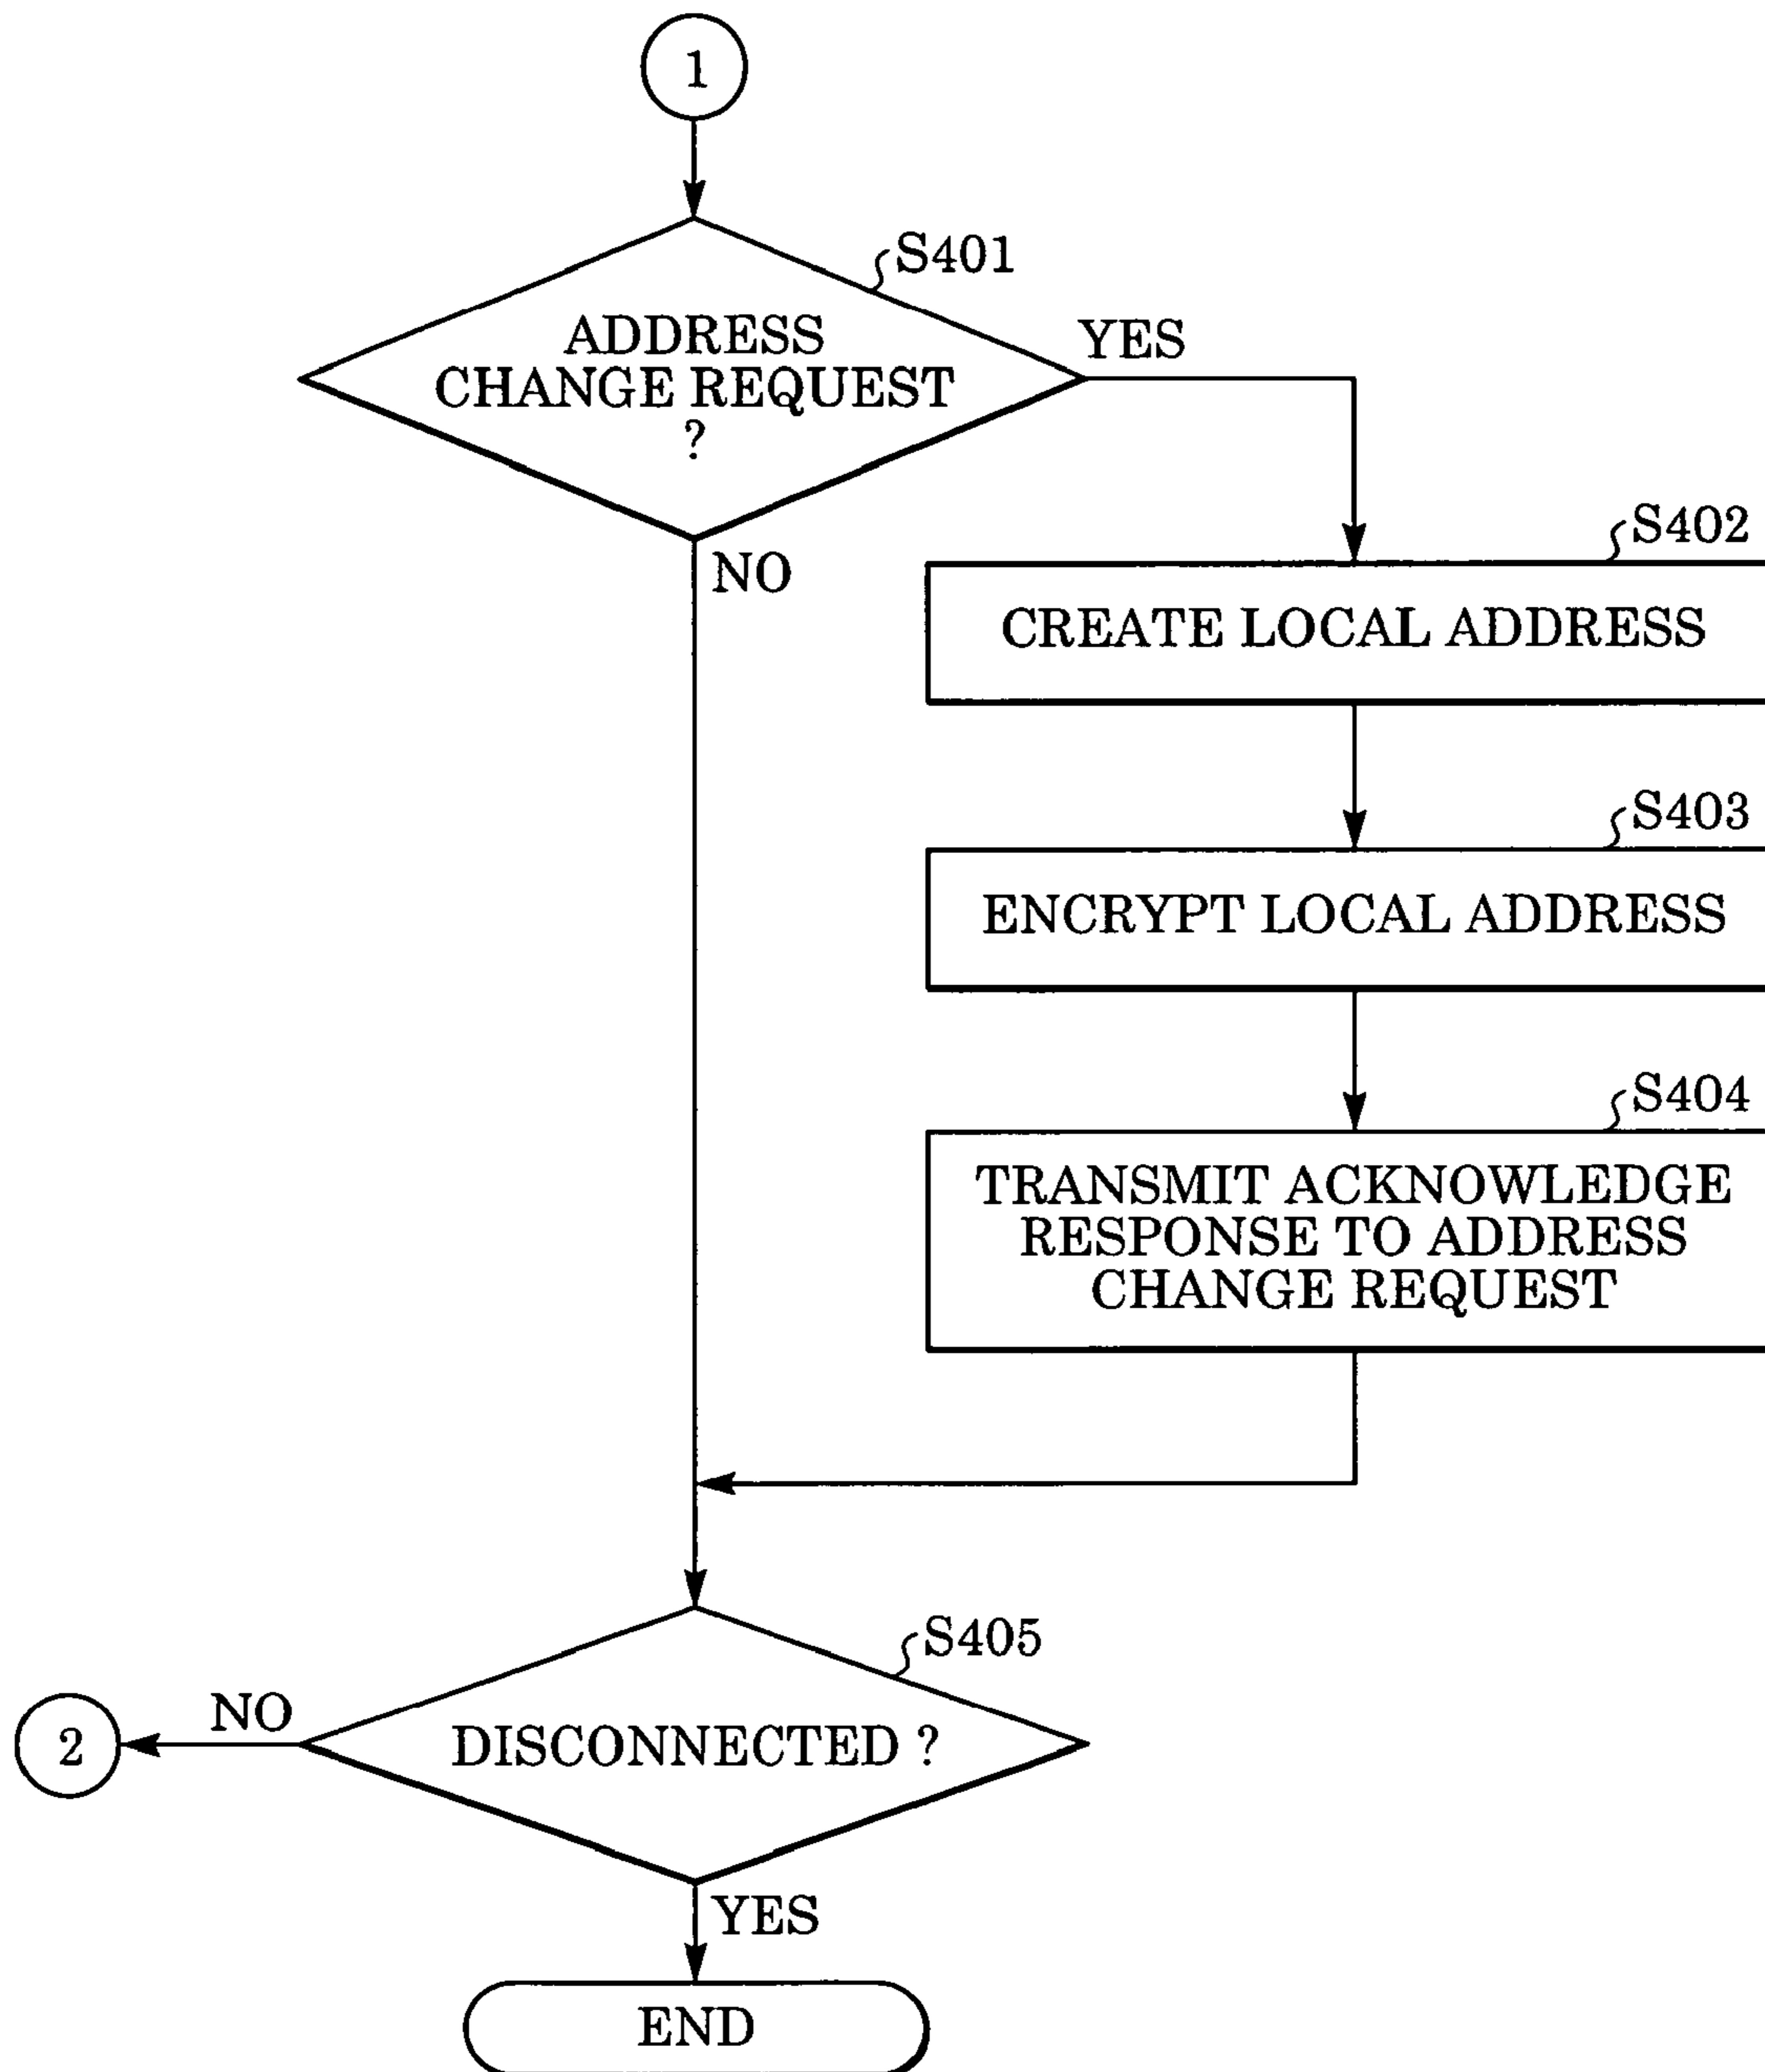 1
S401
ADDRESS
CHANGE REQUEST
?
YES
NO
S402
CREATE LOCAL ADDRESS
S403
ENCRYPT LOCAL ADDRESS
S404
TRANSMIT ACKNOWLEDGE
RESPONSE TO ADDRESS
CHANGE REQUEST
S405
DISCONNECTED ?
NO
2
YES
END